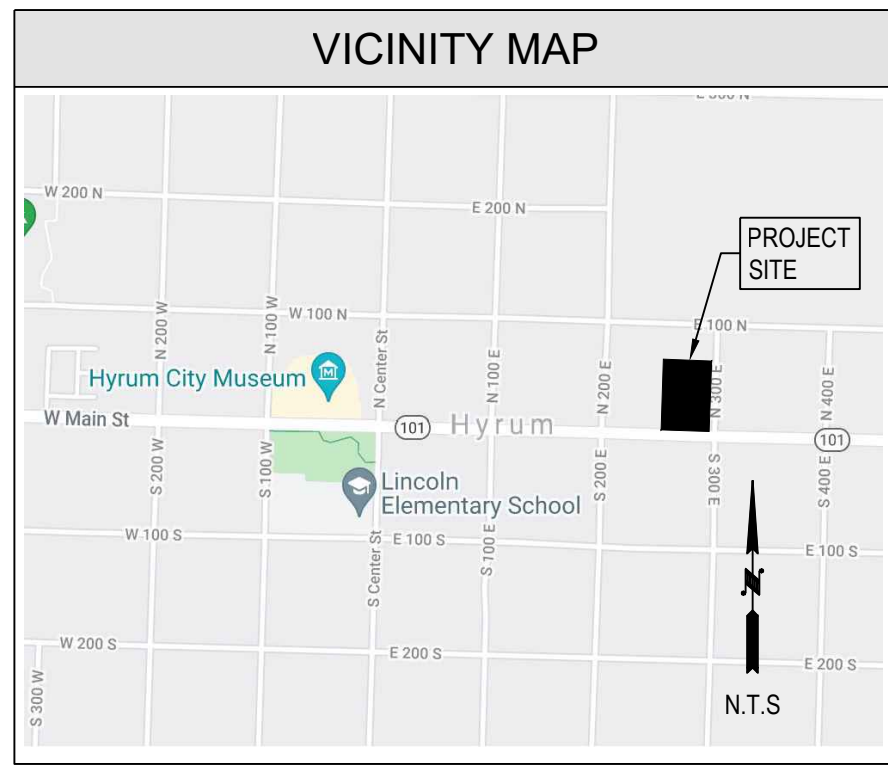 VICINITY MAP
E 300 N
W 200 N
E 200 N
PROJECT
SITE
N 200 W
N 100 W
W 100 N
N Center St
N 100 E
N 200 E
E 100 N
N 300 E
N 400 E
Hyrum City Museum
W Main St
101
Hyrum
101
S 200 W
S 100 W
Lincoln
Elementary School
S 200 E
S 300 E
S 400 E
W 100 S
S Center St
E 100 S
S 100 E
E 100 S
N
W 200 S
E 200 S
E 200 S
S 300 W
N.T.S